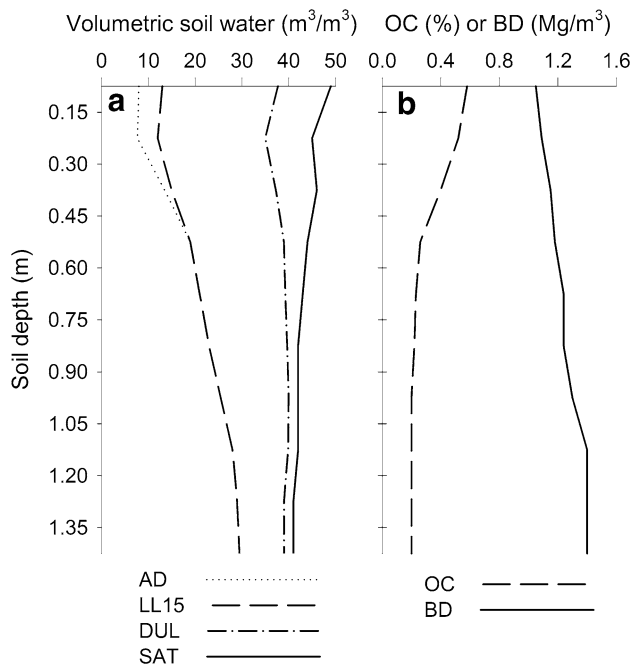 Volumetric soil water (m³/m³)
OC (%) or BD (Mg/m³)
0 10 20 30 40 50
0.0 0.4 0.8 1.2 1.6
a
b
0.15
0.30
0.45
0.60
0.75
0.90
1.05
1.20
1.35
Soil depth (m)
AD
LL15
DUL
SAT
OC
BD